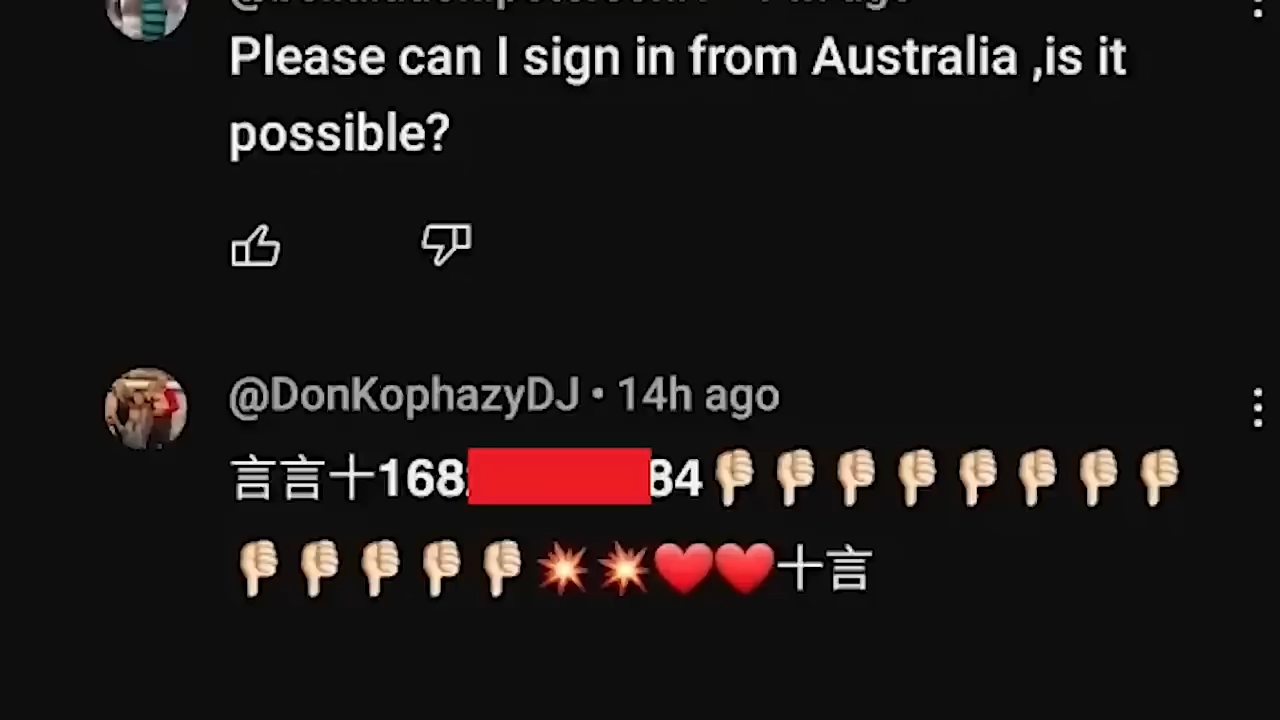 Please can I sign in from Australia ,is it
possible?
@DonKophazyDJ • 14h ago
言言十168 84👎🏻👎🏻👎🏻👎🏻👎🏻👎🏻👎🏻👎🏻
👎🏻👎🏻👎🏻👎🏻👎🏻💥💥❤️❤️十言